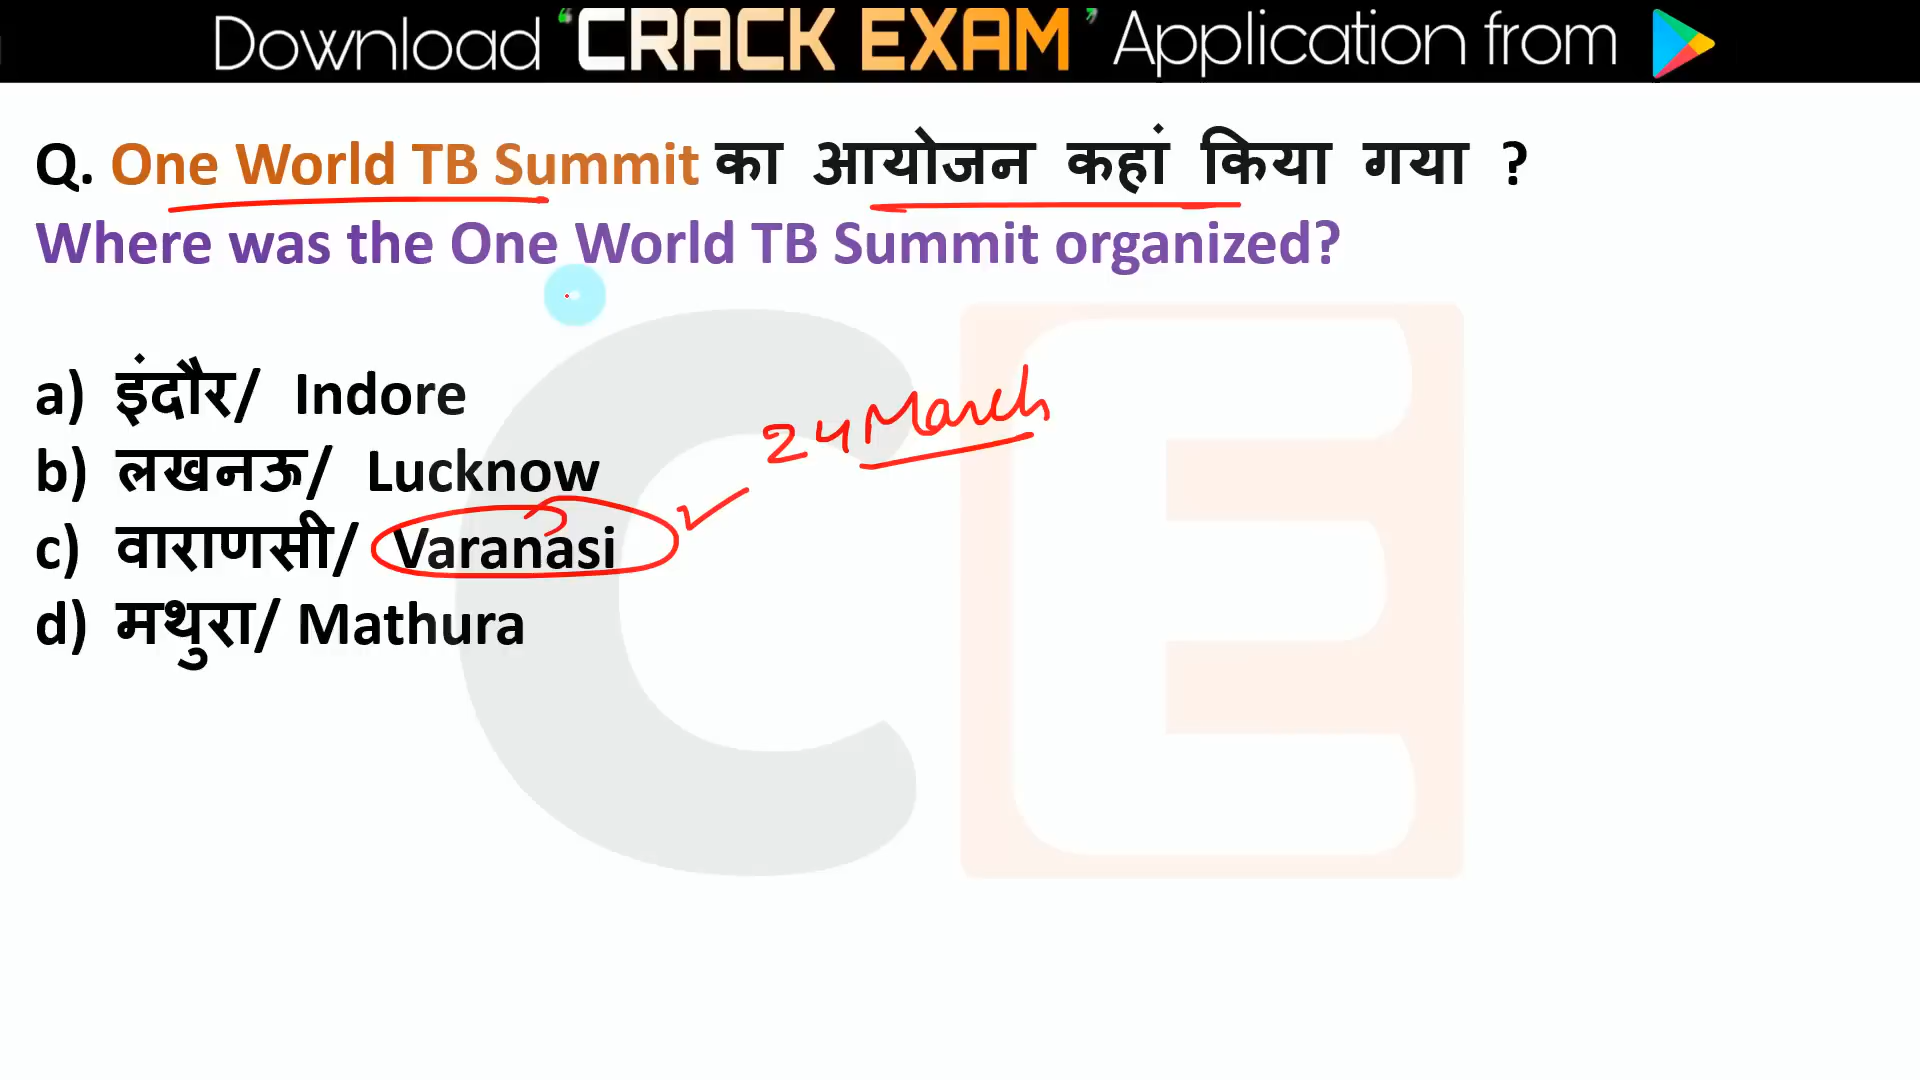 Download ‘CRACK EXAM’ Application from
Q. One World TB Summit का आयोजन कहां किया गया ?
Where was the One World TB Summit organized?
a) इंदौर/ Indore
24 March
b) लखनऊ/ Lucknow
c) वाराणसी/ Varanasi
d) मथुरा/ Mathura
CE